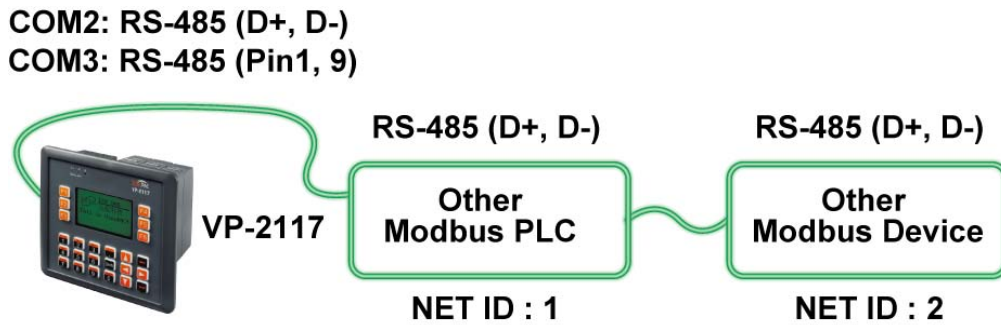 COM2: RS-485 (D+, D-)
COM3: RS-485 (Pin1, 9)
RS-485 (D+, D-)
RS-485 (D+, D-)
VP-2117
Other
Modbus PLC
Other
Modbus Device
NET ID : 1
NET ID : 2